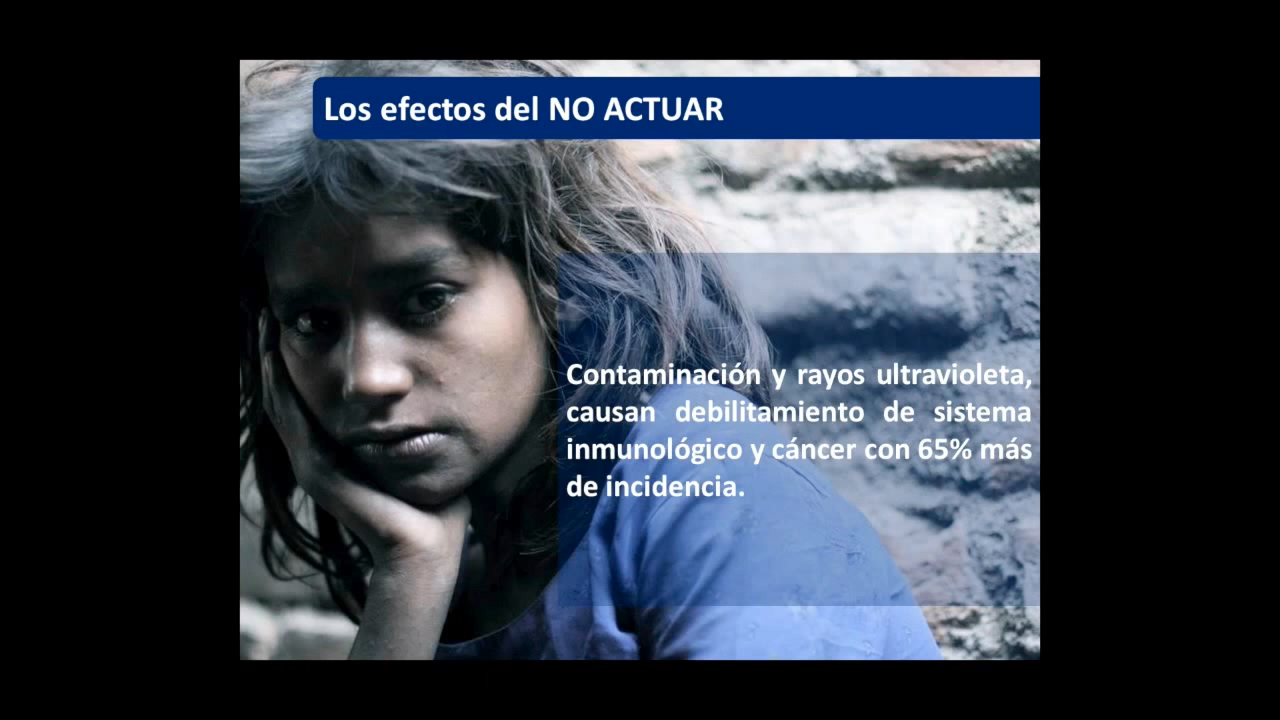 Los efectos del NO ACTUAR
Contaminación y rayos ultravioleta,
causan debilitamiento de sistema
inmunológico y cáncer con 65% más
de incidencia.